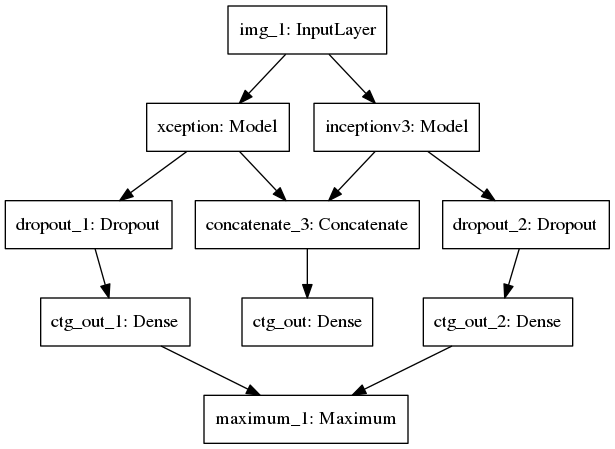 img_1: InputLayer
xception: Model
inceptionv3: Model
dropout_1: Dropout
concatenate_3: Concatenate
dropout_2: Dropout
ctg_out_1: Dense
ctg_out: Dense
ctg_out_2: Dense
maximum_1: Maximum